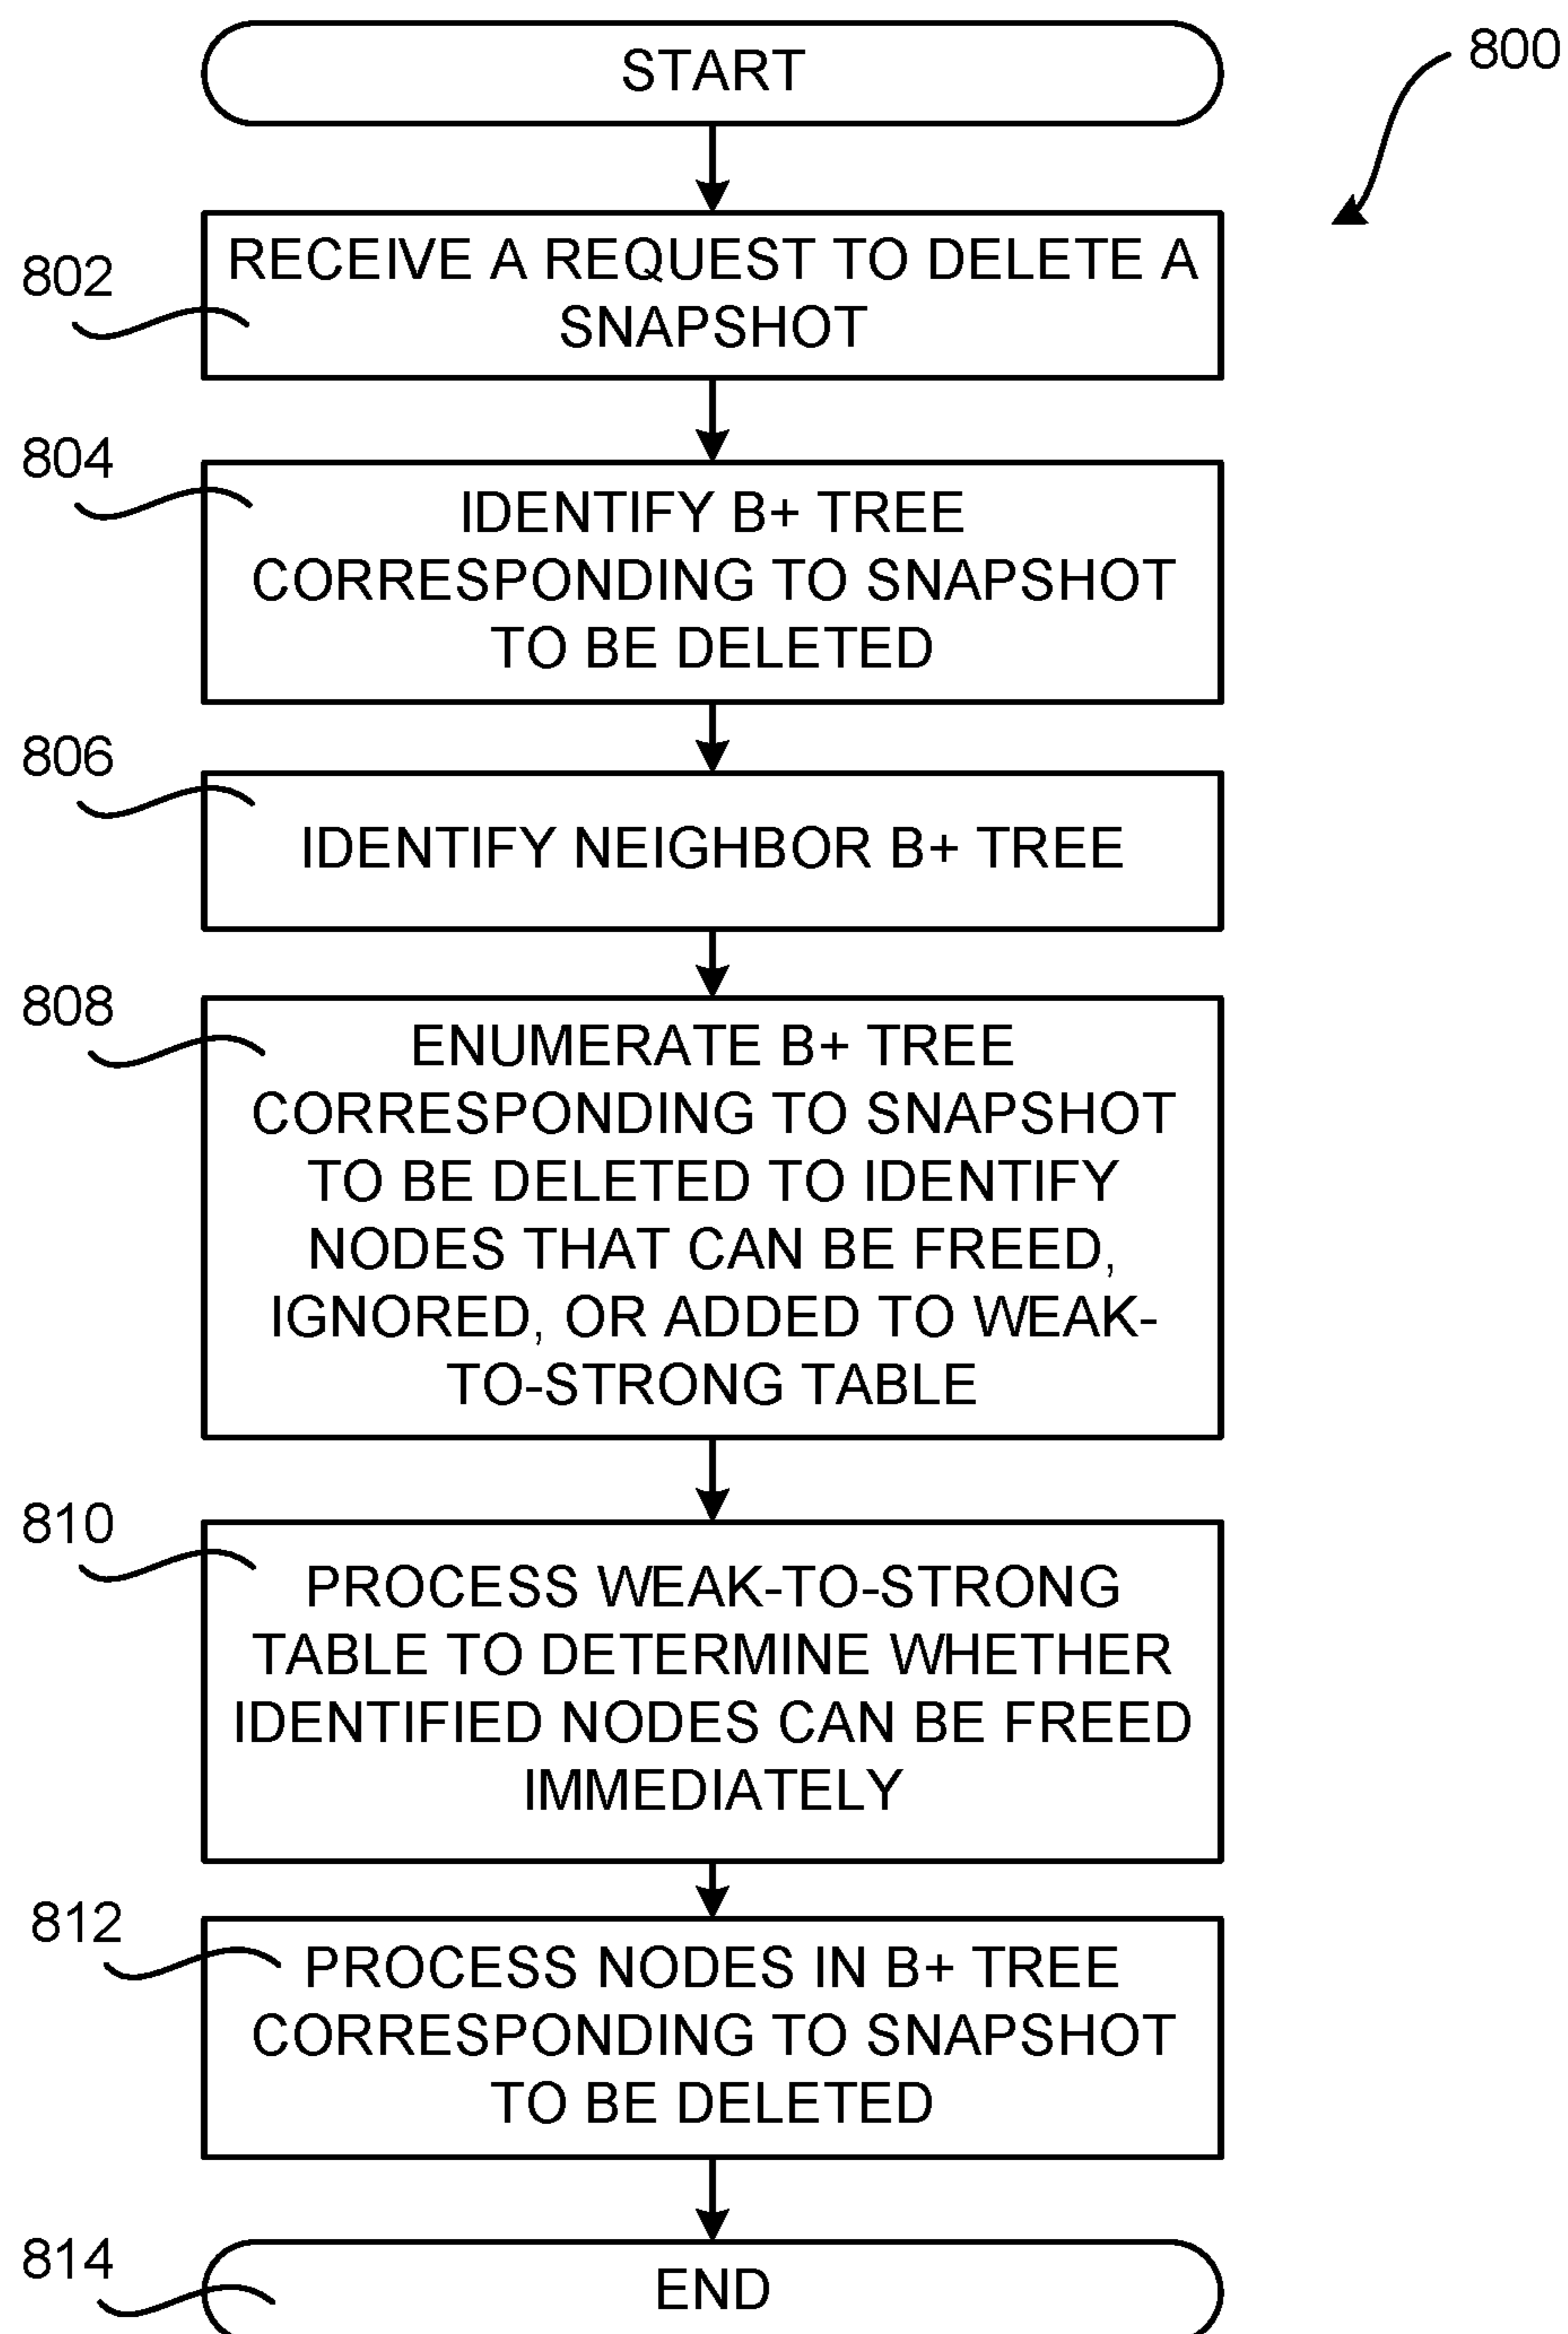 START
800
802
RECEIVE A REQUEST TO DELETE A
SNAPSHOT
804
IDENTIFY B+ TREE
CORRESPONDING TO SNAPSHOT
TO BE DELETED
806
IDENTIFY NEIGHBOR B+ TREE
808
ENUMERATE B+ TREE
CORRESPONDING TO SNAPSHOT
TO BE DELETED TO IDENTIFY
NODES THAT CAN BE FREED,
IGNORED, OR ADDED TO WEAK-
TO-STRONG TABLE
810
PROCESS WEAK-TO-STRONG
TABLE TO DETERMINE WHETHER
IDENTIFIED NODES CAN BE FREED
IMMEDIATELY
812
PROCESS NODES IN B+ TREE
CORRESPONDING TO SNAPSHOT
TO BE DELETED
814
END